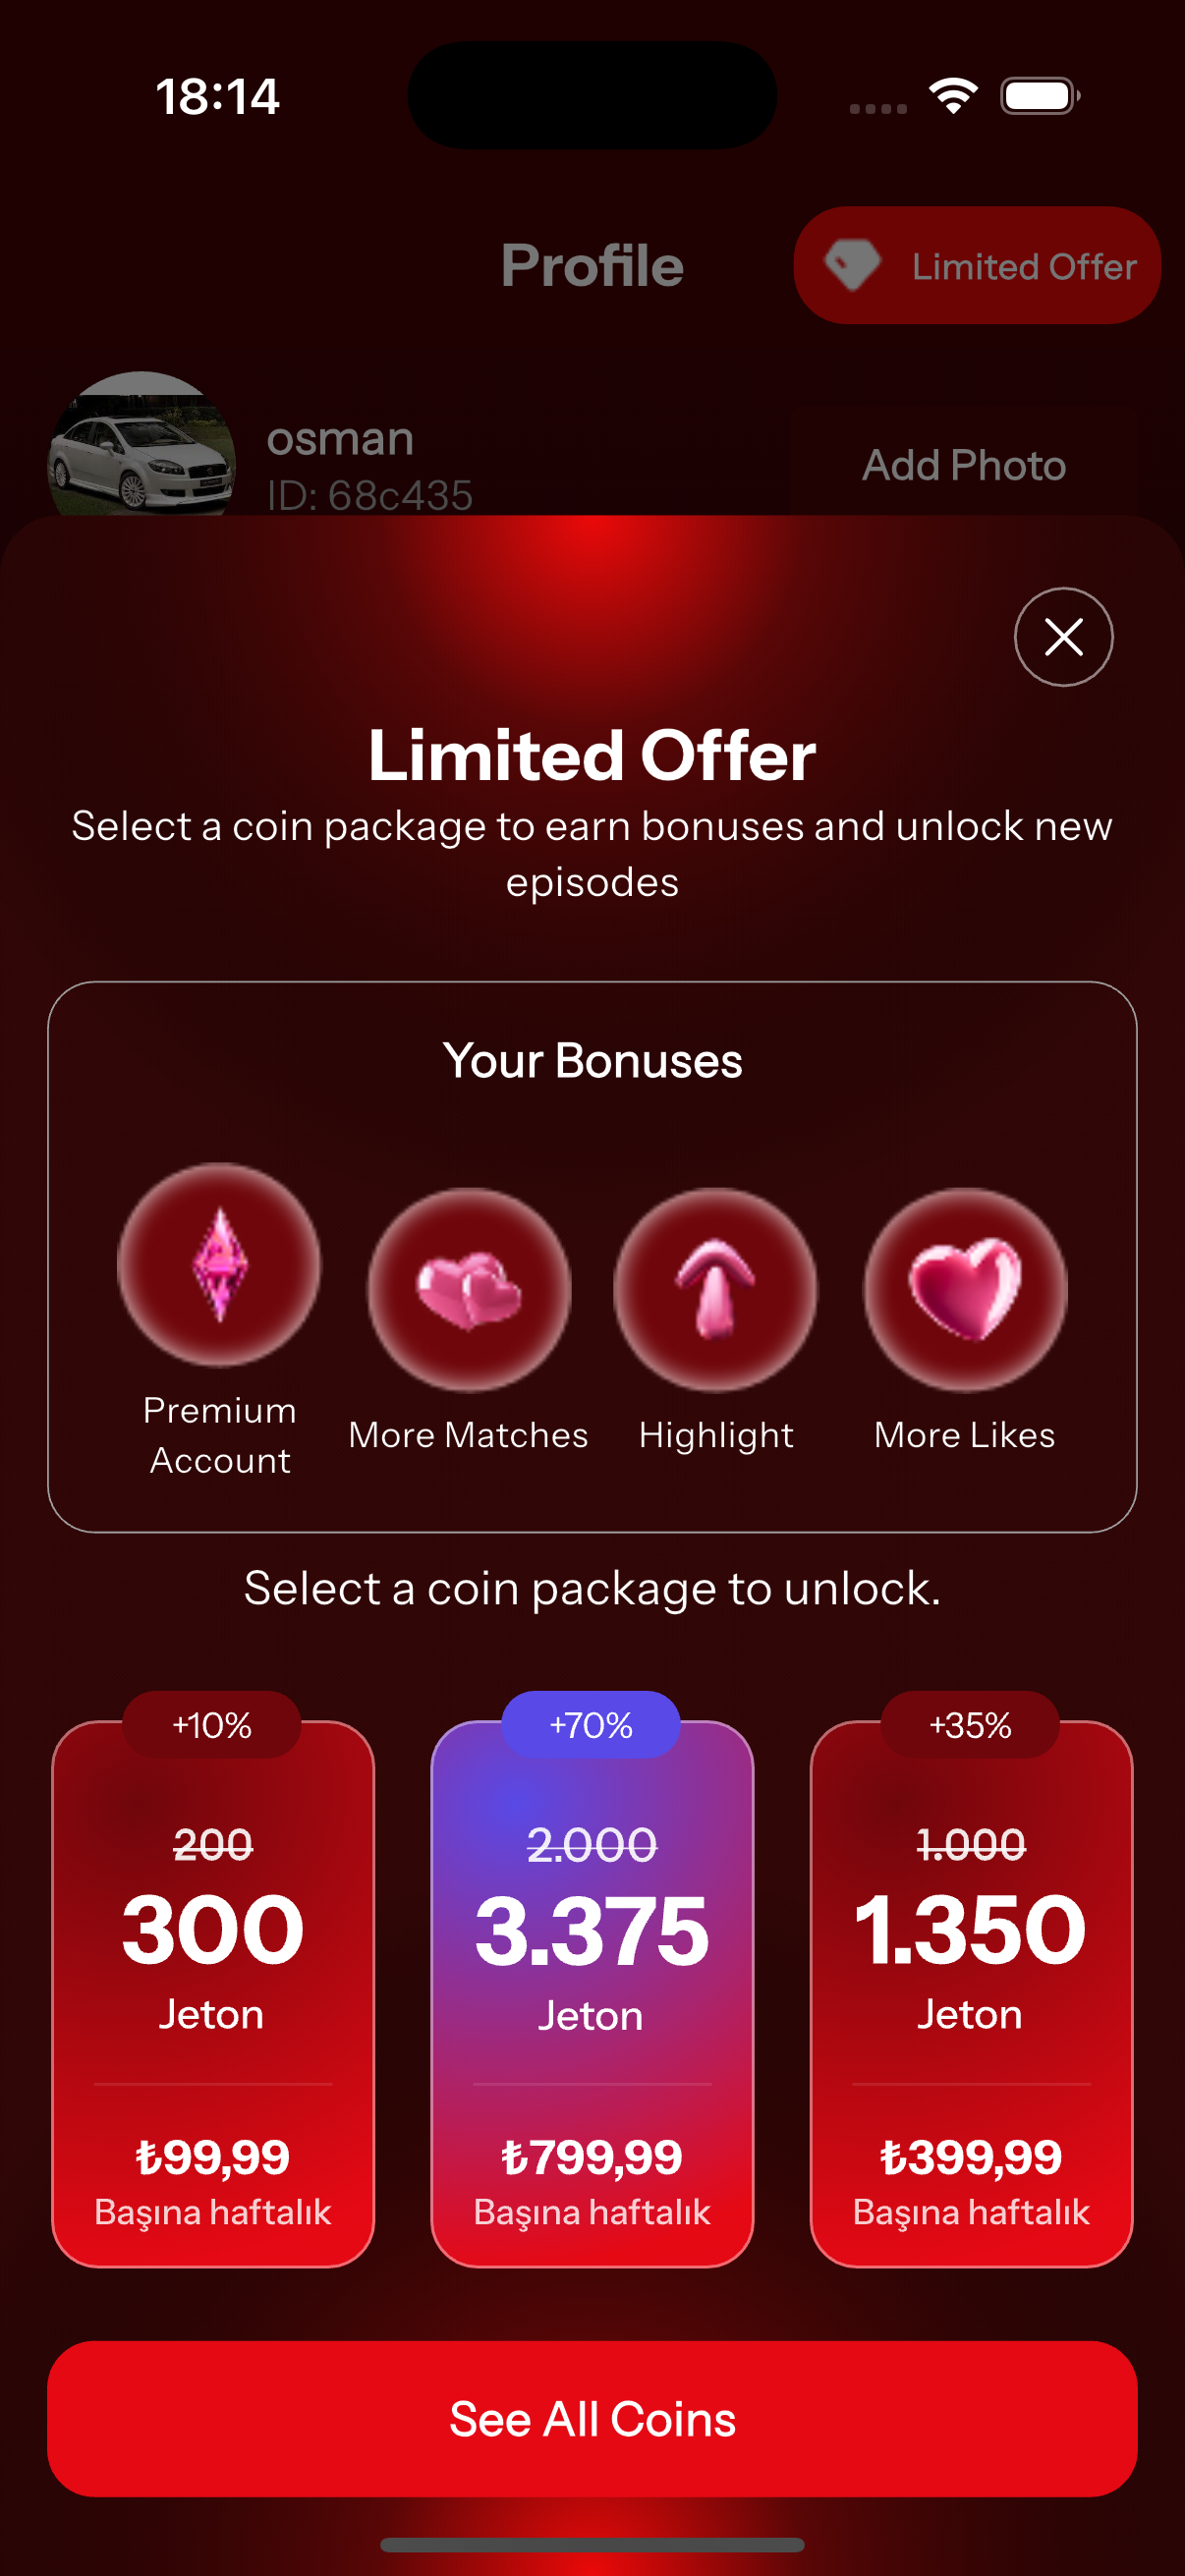 18:14
Profile
Limited Offer
osman
ID: 68c435
Add Photo
Limited Offer
Select a coin package to earn bonuses and unlock new
episodes
Your Bonuses
Premium
Account
More Matches
Highlight
More Likes
Select a coin package to unlock.
+10%
200
300
Jeton
₺99,99
Başına haftalık
+70%
2.000
3.375
Jeton
₺799,99
Başına haftalık
+35%
1.000
1.350
Jeton
₺399,99
Başına haftalık
See All Coins